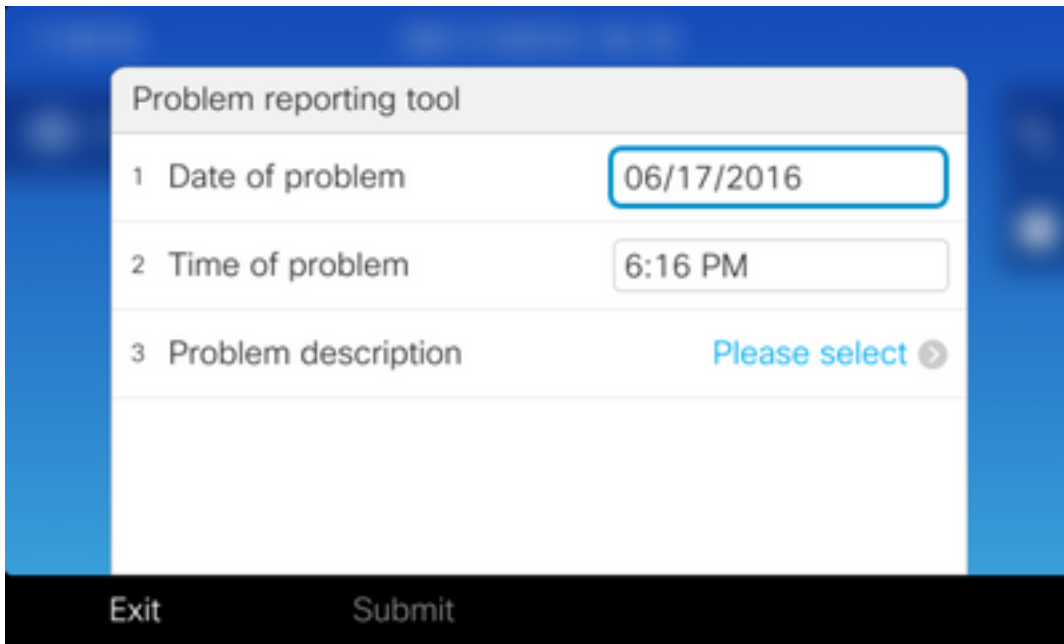 Problem reporting tool
1 Date of problem 06/17/2016
2 Time of problem 6:16 PM
3 Problem description Please select
Exit Submit